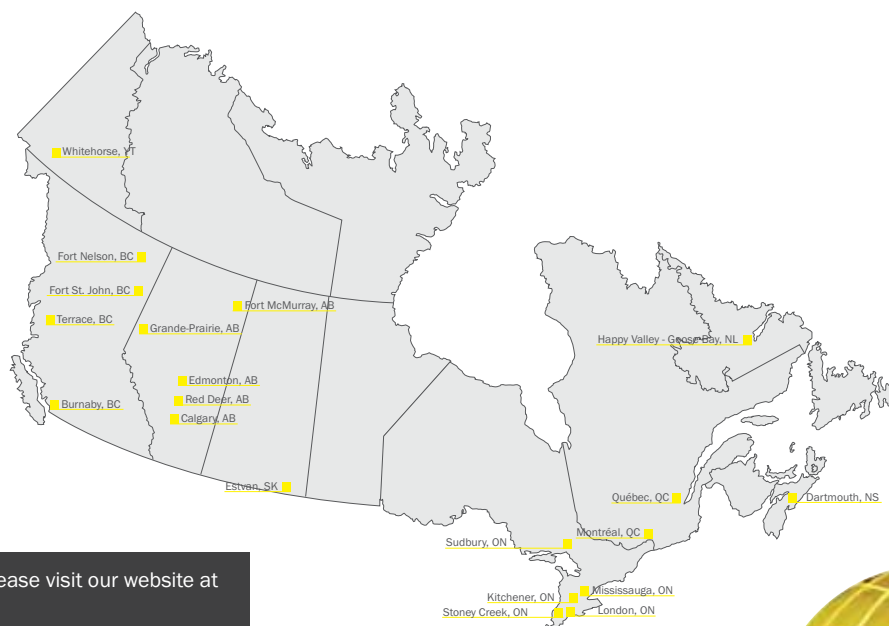 Whitehorse, YT
Fort Nelson, BC
Fort St. John, BC
Fort McMurray, AB
Terrace, BC
Grande-Prairie, AB
Happy Valley - Goose Bay, NL
Edmonton, AB
Red Deer, AB
Burnaby, BC
Calgary, AB
Estvan, SK
Québec, QC
Dartmouth, NS
Montréal, QC
Sudbury, ON
Mississauga, ON
Kitchener, ON
Stoney Creek, ON
London, ON
ease visit our website at